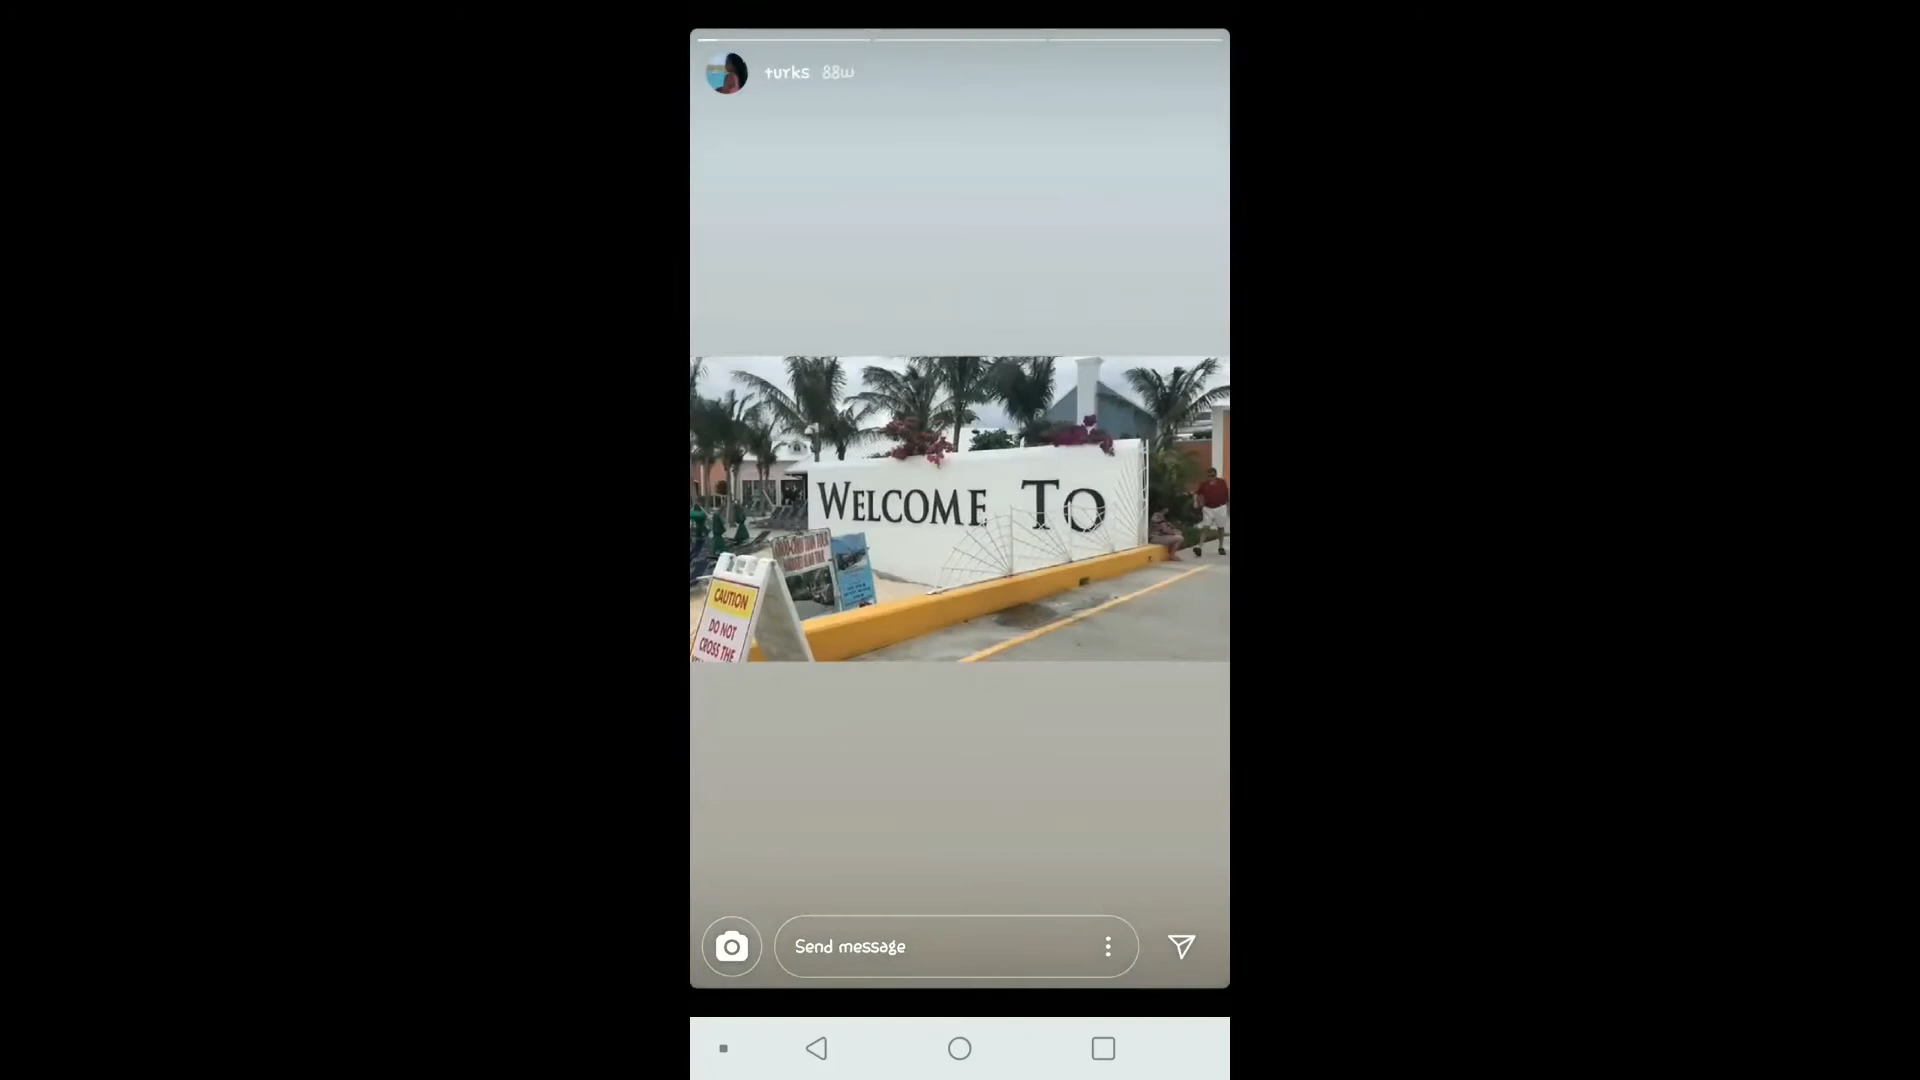 turks 88w
WELCOME TO
CAUTION
DO NOT
CROSS THE
Send message